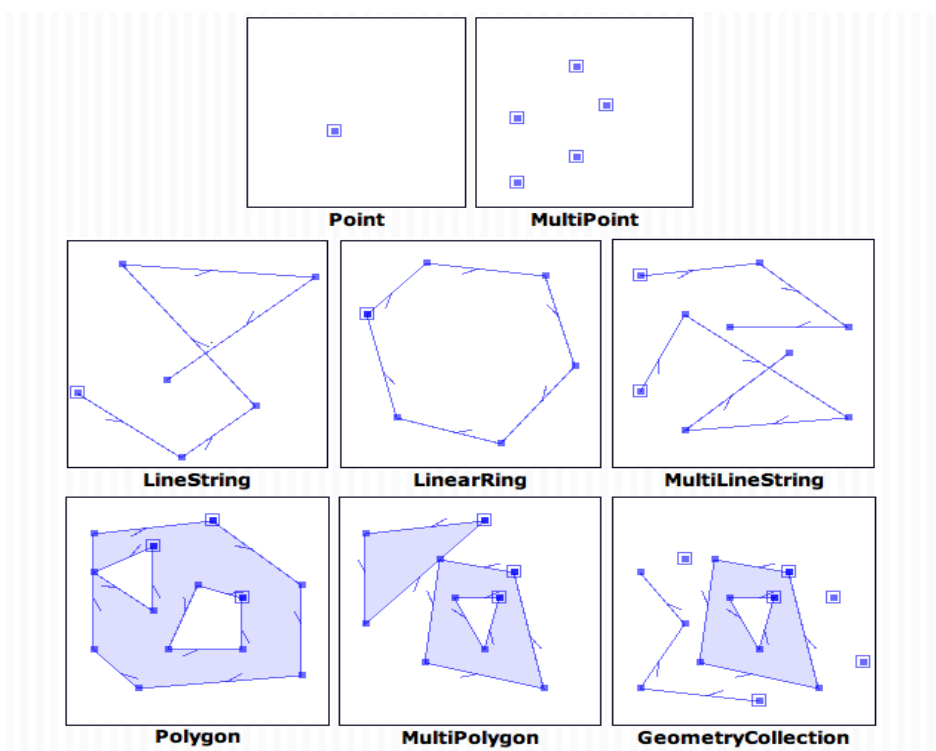 Point
MultiPoint
LineString
LinearRing
MultiLineString
Polygon
MultiPolygon
GeometryCollection